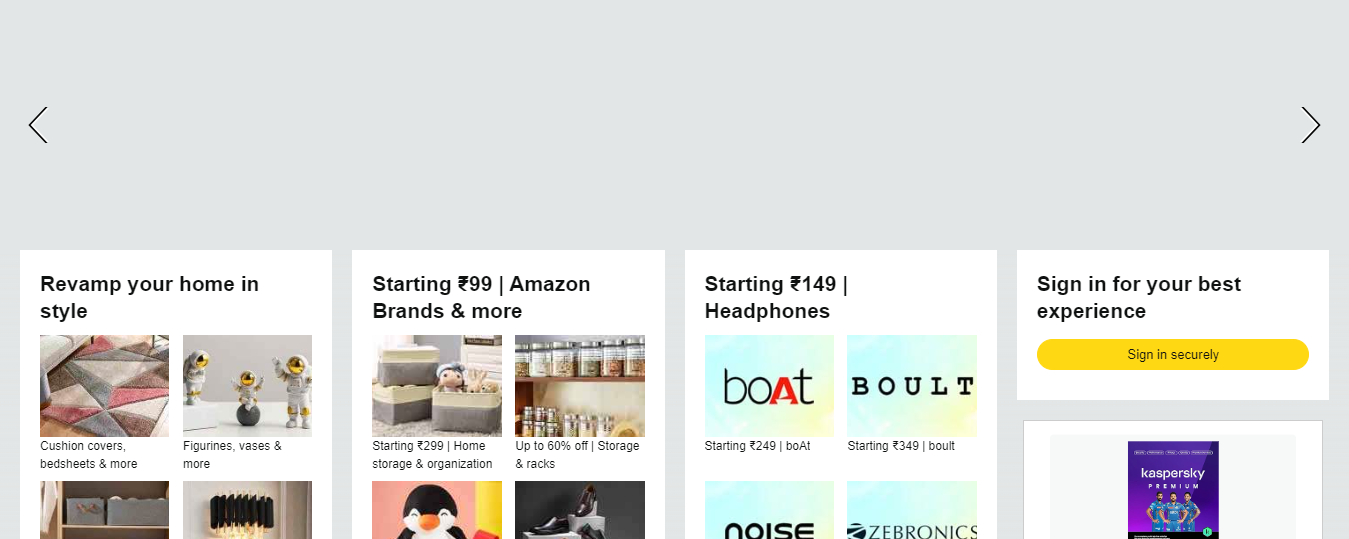 Revamp your home in
style
Cushion covers,
bedsheets & more
Figurines, vases &
more
Starting ₹99 | Amazon
Brands & more
Starting ₹299 | Home
storage & organization
Up to 60% off | Storage
& racks
Starting ₹149 |
Headphones
boAt
BOULT
Starting ₹249 | boAt
Starting ₹349 | boult
NOISE
ZEBRONICS
Sign in for your best
experience
Sign in securely
kaspersky
PREMIUM